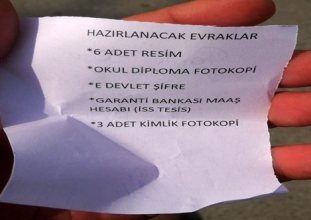 HAZIRLANACAK EVRAKLAR
*6 ADET RESİM
*OKUL DİPLOMA FOTOKOPİ
*E DEVLET ŞİFRE
*GARANTİ BANKASI MAAŞ
HESABI (İSS TESİS)
*3 ADET KİMLİK FOTOKOPİ